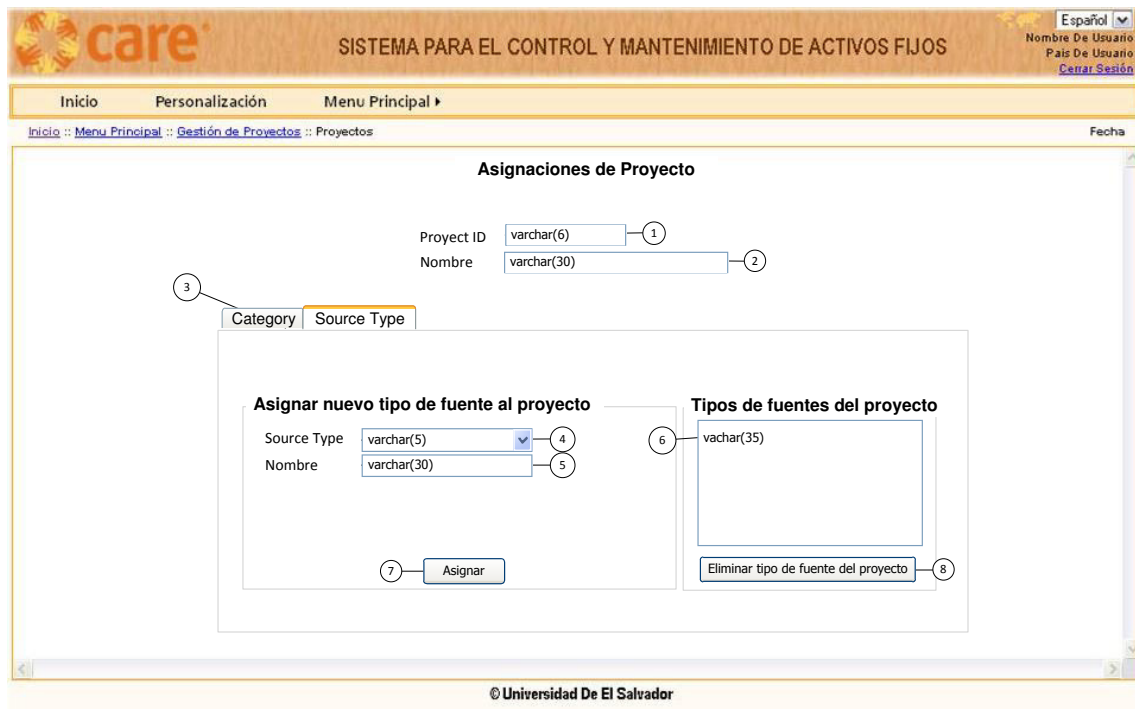 care
SISTEMA PARA EL CONTROL Y MANTENIMIENTO DE ACTIVOS FIJOS
Español
Nombre De Usuario
Pais De Usuario
Cerrar Sesión
Inicio Personalización Menu Principal
Inicio :: Menu Principal :: Gestión de Proyectos :: Proyectos Fecha
Asignaciones de Proyecto
Proyect ID varchar(6) 1
Nombre varchar(30) 2
3
Category Source Type
Asignar nuevo tipo de fuente al proyecto
Source Type varchar(5) 4
Nombre varchar(30) 5
7 Asignar
Tipos de fuentes del proyecto
6 vachar(35)
Eliminar tipo de fuente del proyecto 8
© Universidad De El Salvador